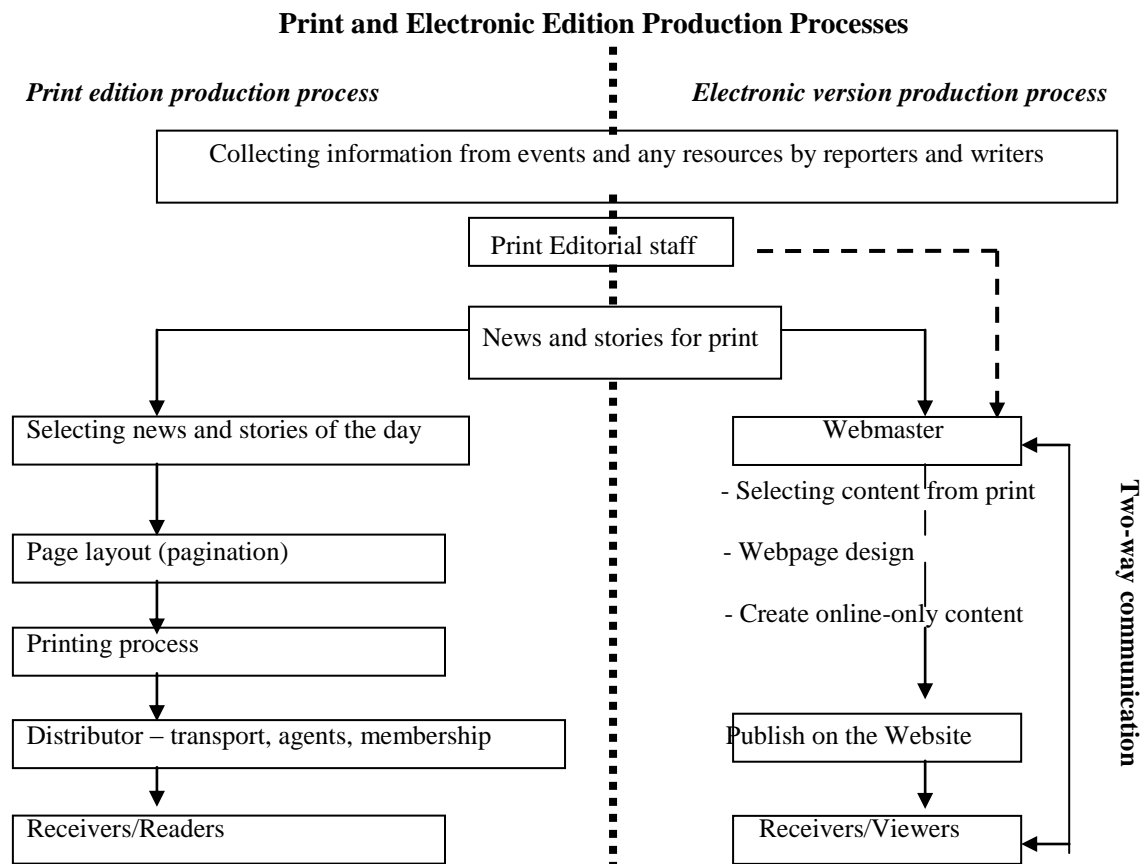 Print and Electronic Edition Production Processes
Print edition production process
Electronic version production process
Collecting information from events and any resources by reporters and writers
Print Editorial staff
News and stories for print
Selecting news and stories of the day
Page layout (pagination)
Printing process
Distributor – transport, agents, membership
Receivers/Readers
Webmaster
- Selecting content from print
- Webpage design
- Create online-only content
Publish on the Website
Receivers/Viewers
Two-way communication